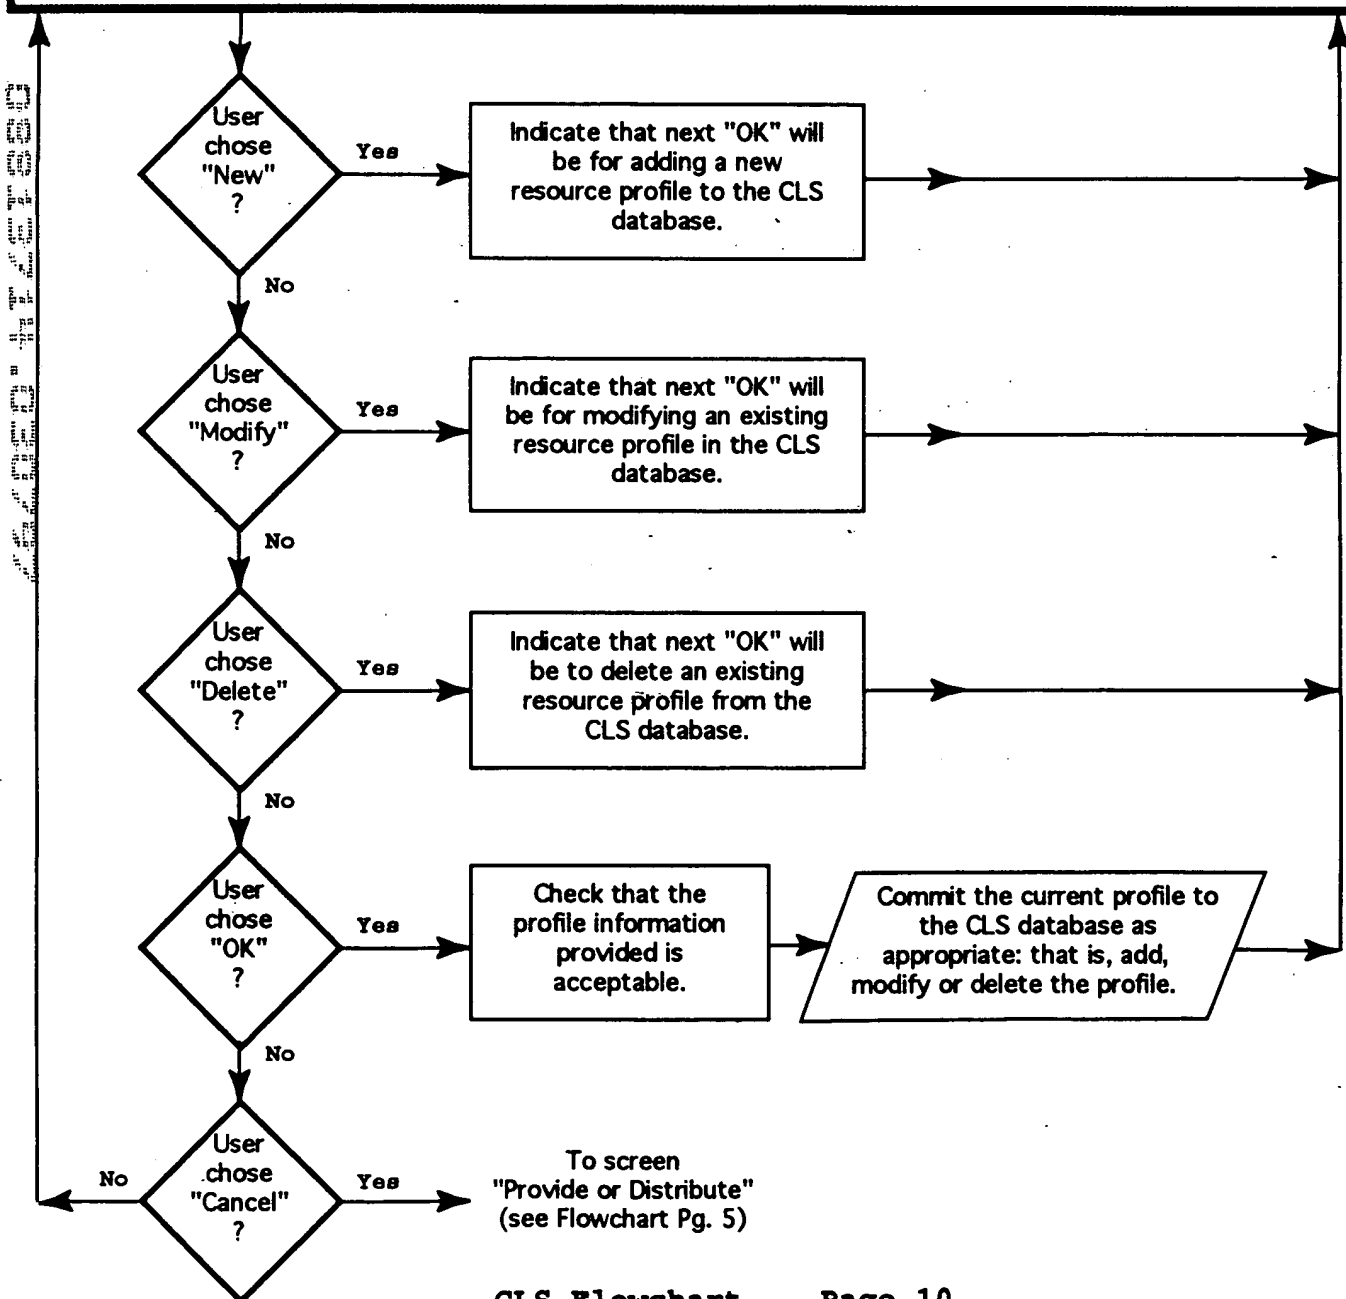 User
chose
"New"
?
Yes
Indicate that next "OK" will
be for adding a new
resource profile to the CLS
database.
No
User
chose
"Modify"
?
Yes
Indicate that next "OK" will
be for modifying an existing
resource profile in the CLS
database.
No
User
chose
"Delete"
?
Yes
Indicate that next "OK" will
be to delete an existing
resource profile from the
CLS database.
No
User
chose
"OK"
?
Yes
Check that the
profile information
provided is
acceptable.
Commit the current profile to
the CLS database as
appropriate: that is, add,
modify or delete the profile.
No
User
chose
"Cancel"
?
No
Yes
To screen
"Provide or Distribute"
(see Flowchart Pg. 5)
CLS Flowchart Page 10